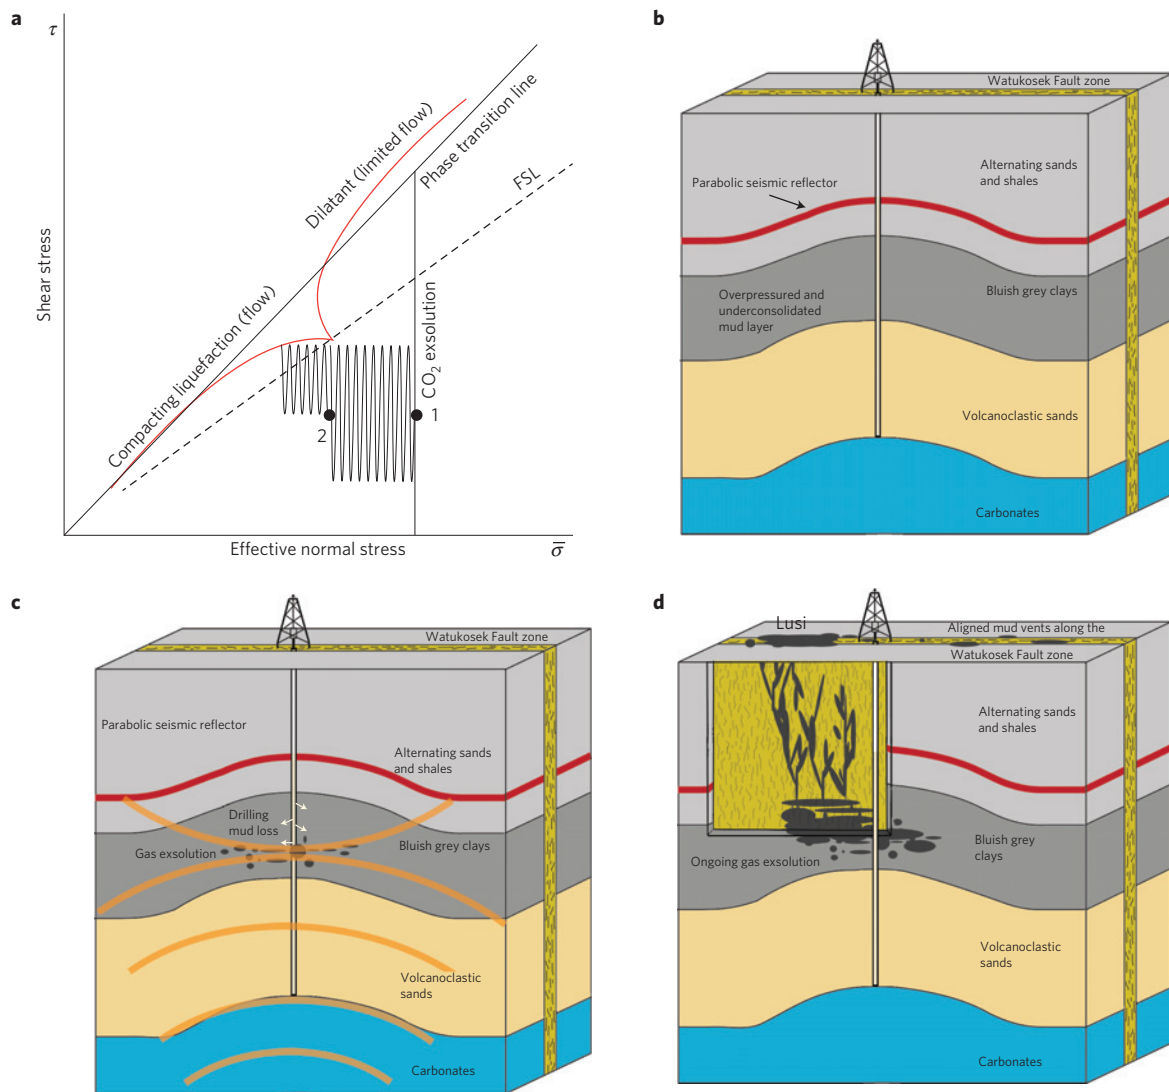 a
τ
Shear stress
Effective normal stress
σ̅
Compacting liquefaction (flow)
Dilatant (limited flow)
Phase transition line
FSL
CO₂ exsolution
1
2
b
Watukosek Fault zone
Alternating sands
and shales
Parabolic seismic reflector
Overpressured and
underconsolidated
mud layer
Bluish grey clays
Volcanoclastic sands
Carbonates
c
Watukosek Fault zone
Parabolic seismic reflector
Alternating sands
and shales
Drilling
mud loss
Gas exsolution
Bluish grey clays
Volcanoclastic
sands
Carbonates
d
Lusi
Aligned mud vents along the
Watukosek Fault zone
Alternating sands
and shales
Ongoing gas exsolution
Bluish grey
clays
Volcanoclastic
sands
Carbonates